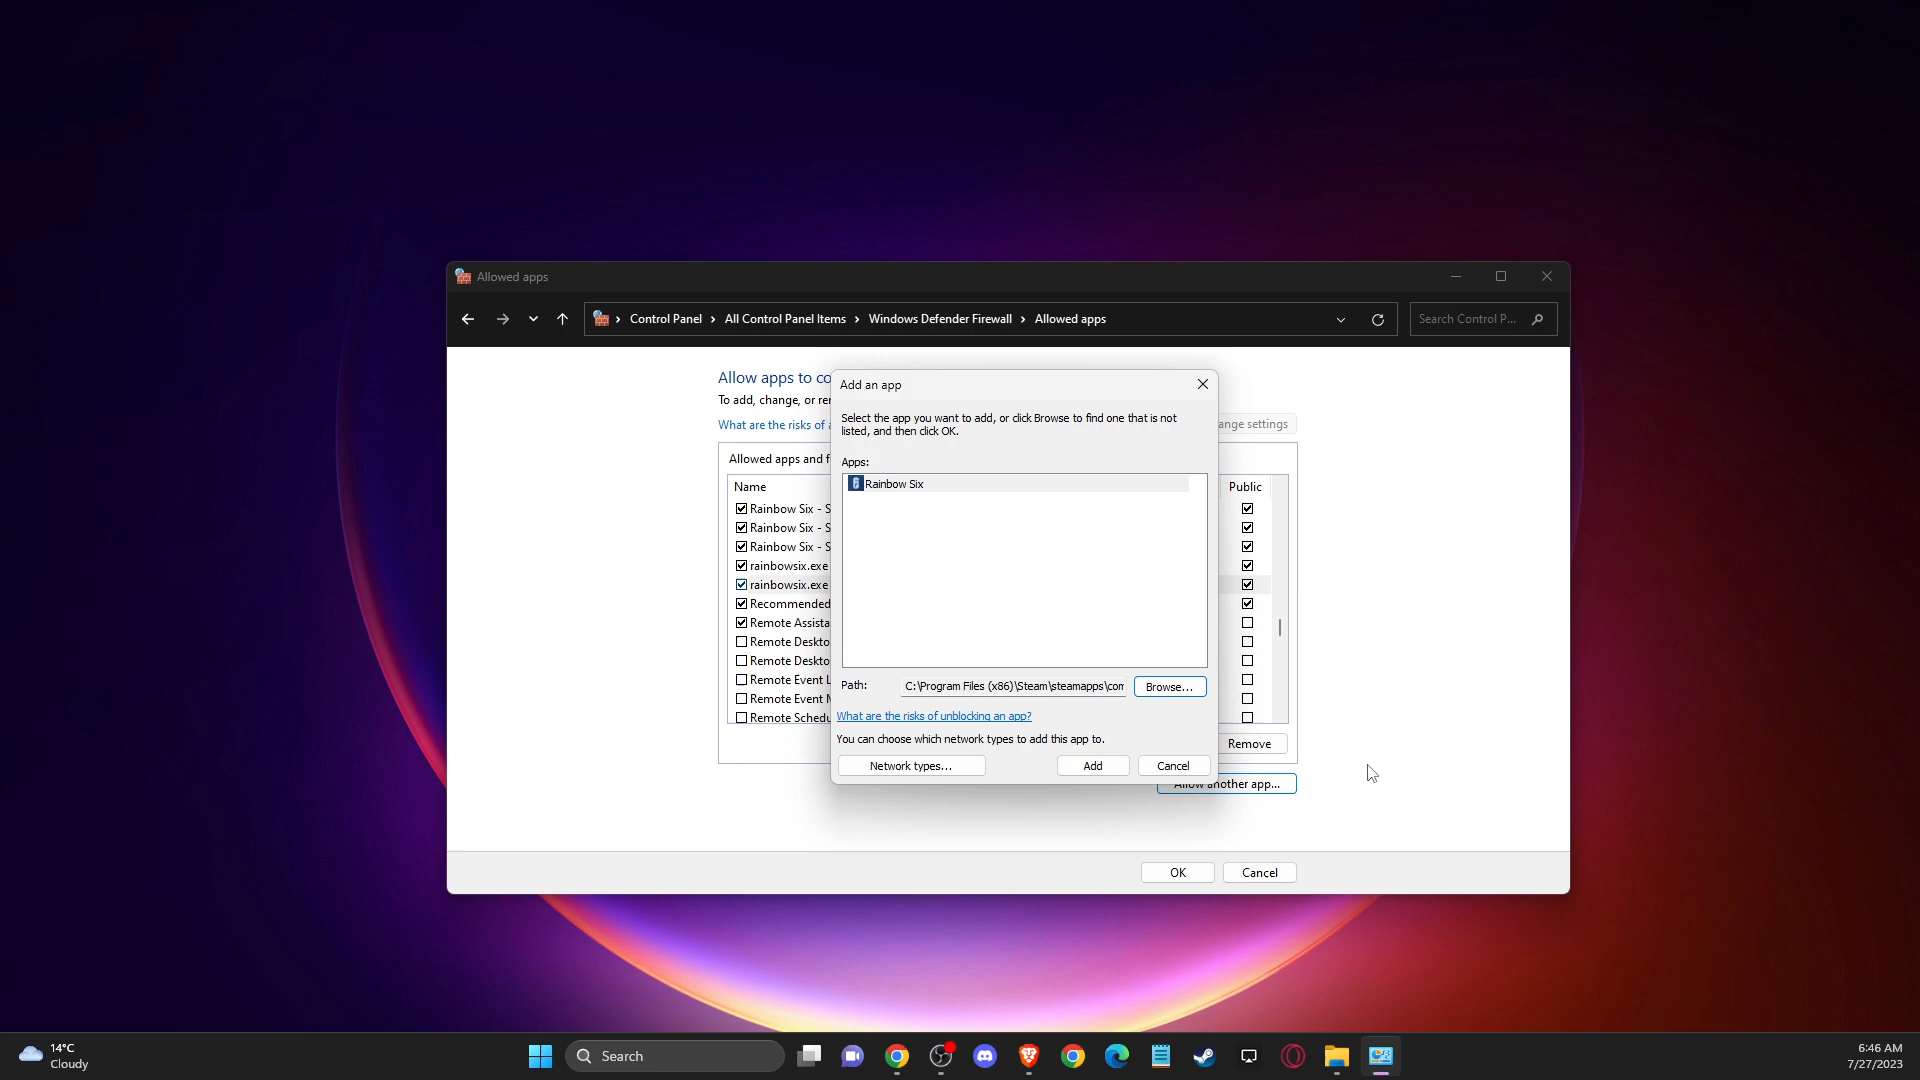 Allowed apps
Control Panel > All Control Panel Items > Windows Defender Firewall > Allowed apps
Search Control P...
Allow apps to co
To add, change, or
What are the risks of
ange settings
Allowed apps and
Name
Public
Rainbow Six - S
Rainbow Six - S
Rainbow Six - S
rainbowsix.exe
rainbowsix.exe
Recommended
Remote Assista
Remote Deskto
Remote Deskto
Remote Event
Remote Event
Remote Schedu
Remove
Allow another app...
OK
Cancel
Add an app
Select the app you want to add, or click Browse to find one that is not
listed, and then click OK.
Apps:
Rainbow Six
Path:
C:\Program Files (x86)\Steam\steamapps\com
Browse...
What are the risks of unblocking an app?
You can choose which network types to add this app to.
Network types...
Add
Cancel
14°C
Cloudy
Search
6:46 AM
7/27/2023